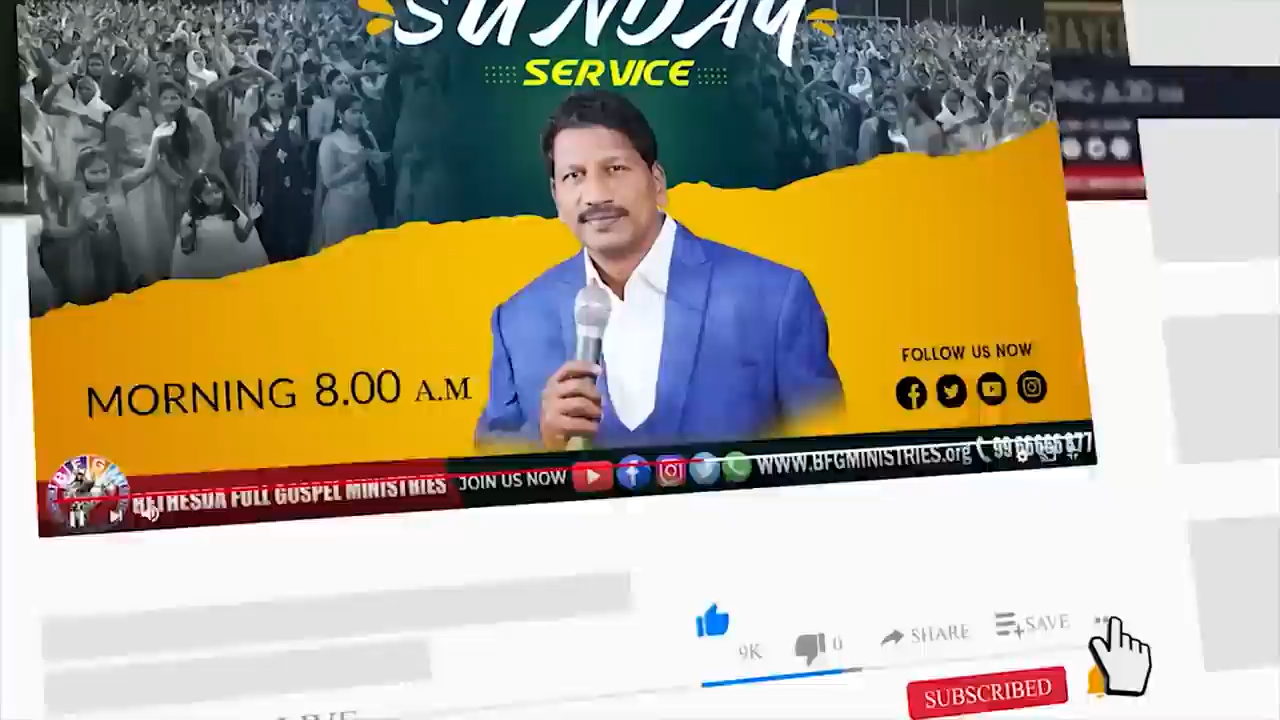 SUNDAY
SERVICE
MORNING 8.00 A.M
FOLLOW US NOW
BETHESDA FULL GOSPEL MINISTRIES
JOIN US NOW
WWW.BFGMINISTRIES.org
9K
0
SHARE
SAVE
SUBSCRIBED
LIVE